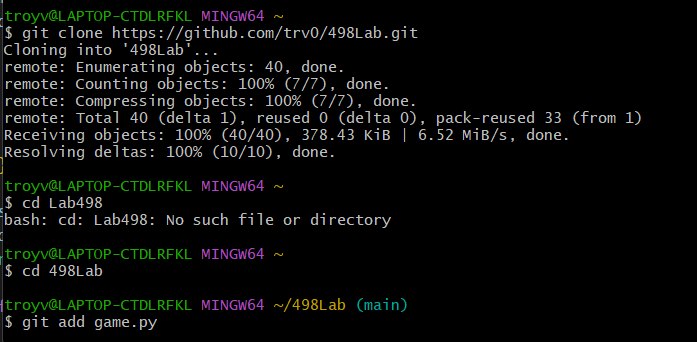 troyv@LAPTOP-CTDLRFKL MINGW64 ~
$ git clone https://github.com/trv0/498Lab.git
Cloning into '498Lab'...
remote: Enumerating objects: 40, done.
remote: Counting objects: 100% (7/7), done.
remote: Compressing objects: 100% (7/7), done.
remote: Total 40 (delta 1), reused 0 (delta 0), pack-reused 33 (from 1)
Receiving objects: 100% (40/40), 378.43 KiB | 6.52 MiB/s, done.
Resolving deltas: 100% (10/10), done.
troyv@LAPTOP-CTDLRFKL MINGW64 ~
$ cd Lab498
bash: cd: Lab498: No such file or directory
troyv@LAPTOP-CTDLRFKL MINGW64 ~
$ cd 498Lab
troyv@LAPTOP-CTDLRFKL MINGW64 ~/498Lab (main)
$ git add game.py